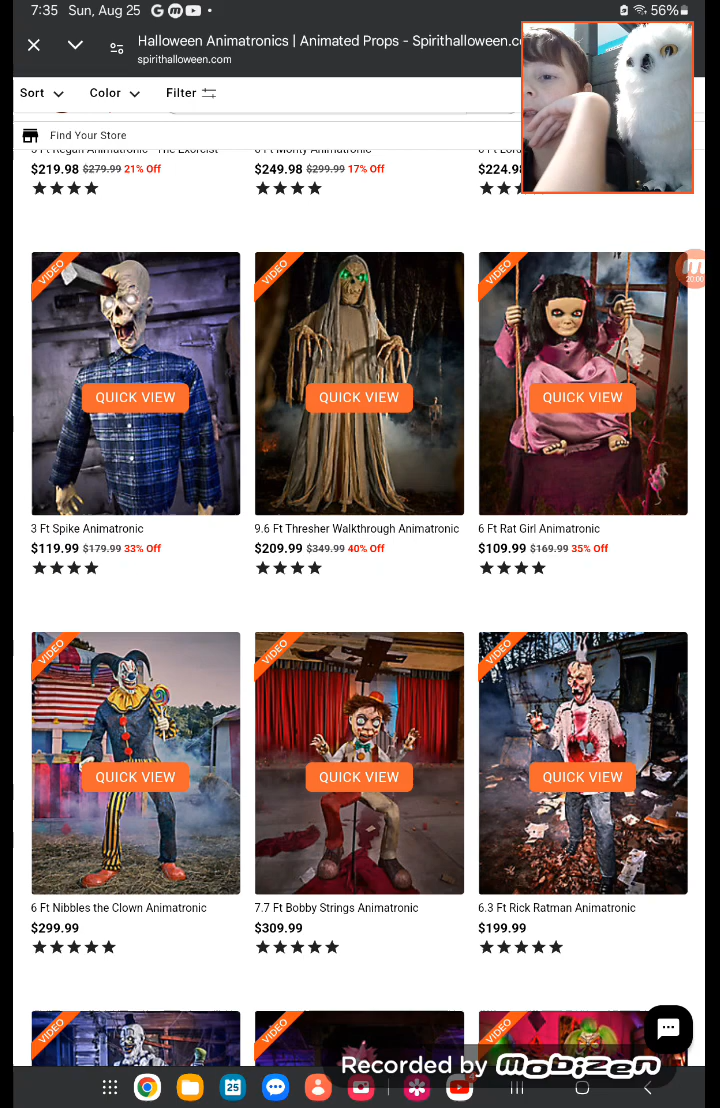 7:35 Sun, Aug 25 G m 56%
Halloween Animatronics | Animated Props - Spirithalloween.c
spirithalloween.com
Sort Color Filter
Find Your Store
$219.98 $279.99 21% Off
$249.98 $299.99 17% Off
$224.98
VIDEO
VIDEO
VIDEO
20:00
QUICK VIEW
QUICK VIEW
QUICK VIEW
3 Ft Spike Animatronic
9.6 Ft Thresher Walkthrough Animatronic
6 Ft Rat Girl Animatronic
$119.99 $179.99 33% Off
$209.99 $349.99 40% Off
$109.99 $169.99 35% Off
VIDEO
VIDEO
VIDEO
QUICK VIEW
QUICK VIEW
QUICK VIEW
6 Ft Nibbles the Clown Animatronic
7.7 Ft Bobby Strings Animatronic
6.3 Ft Rick Ratman Animatronic
$299.99
$309.99
$199.99
VIDEO
VIDEO
VIDEO
Recorded by mobizen
25